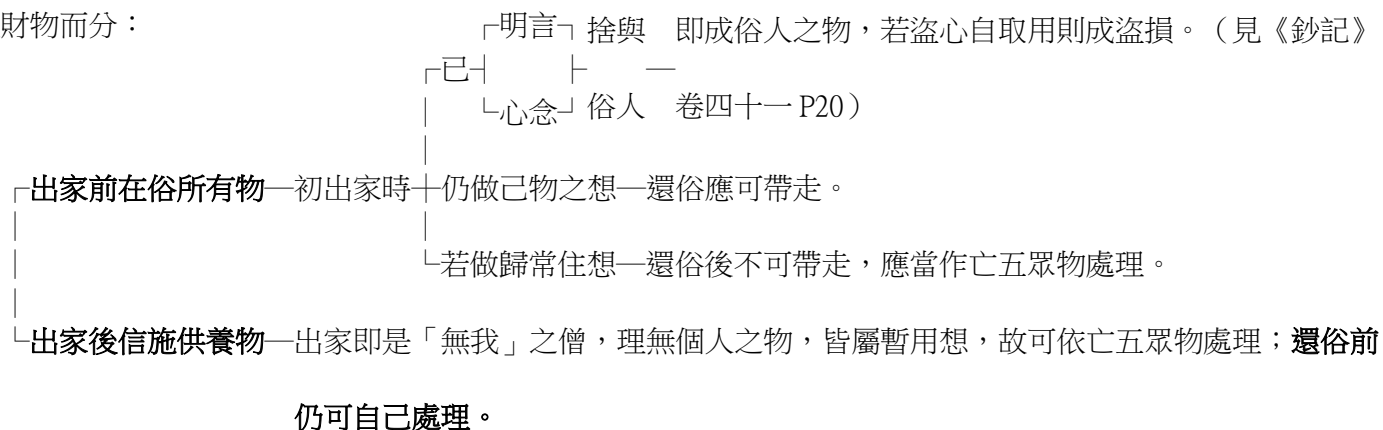 財物而分：　　　　　　　　┌明言┐捨與　即成俗人之物，若盜心自取用則成盜損。（見《鈔記》
┌已┤　　├　　—
│　└心念┘俗人　卷四十一 P20）
│
┌出家前在俗所有物—初出家時┼仍做己物之想—還俗應可帶走。
│　　　　　　　　　　　　│
│　　　　　　　　　　　　└若做歸常住想—還俗後不可帶走，應當作亡五眾物處理。
│
└出家後信施供養物—出家即是「無我」之僧，理無個人之物，皆屬暫用想，故可依亡五眾物處理；還俗前
仍可自己處理。